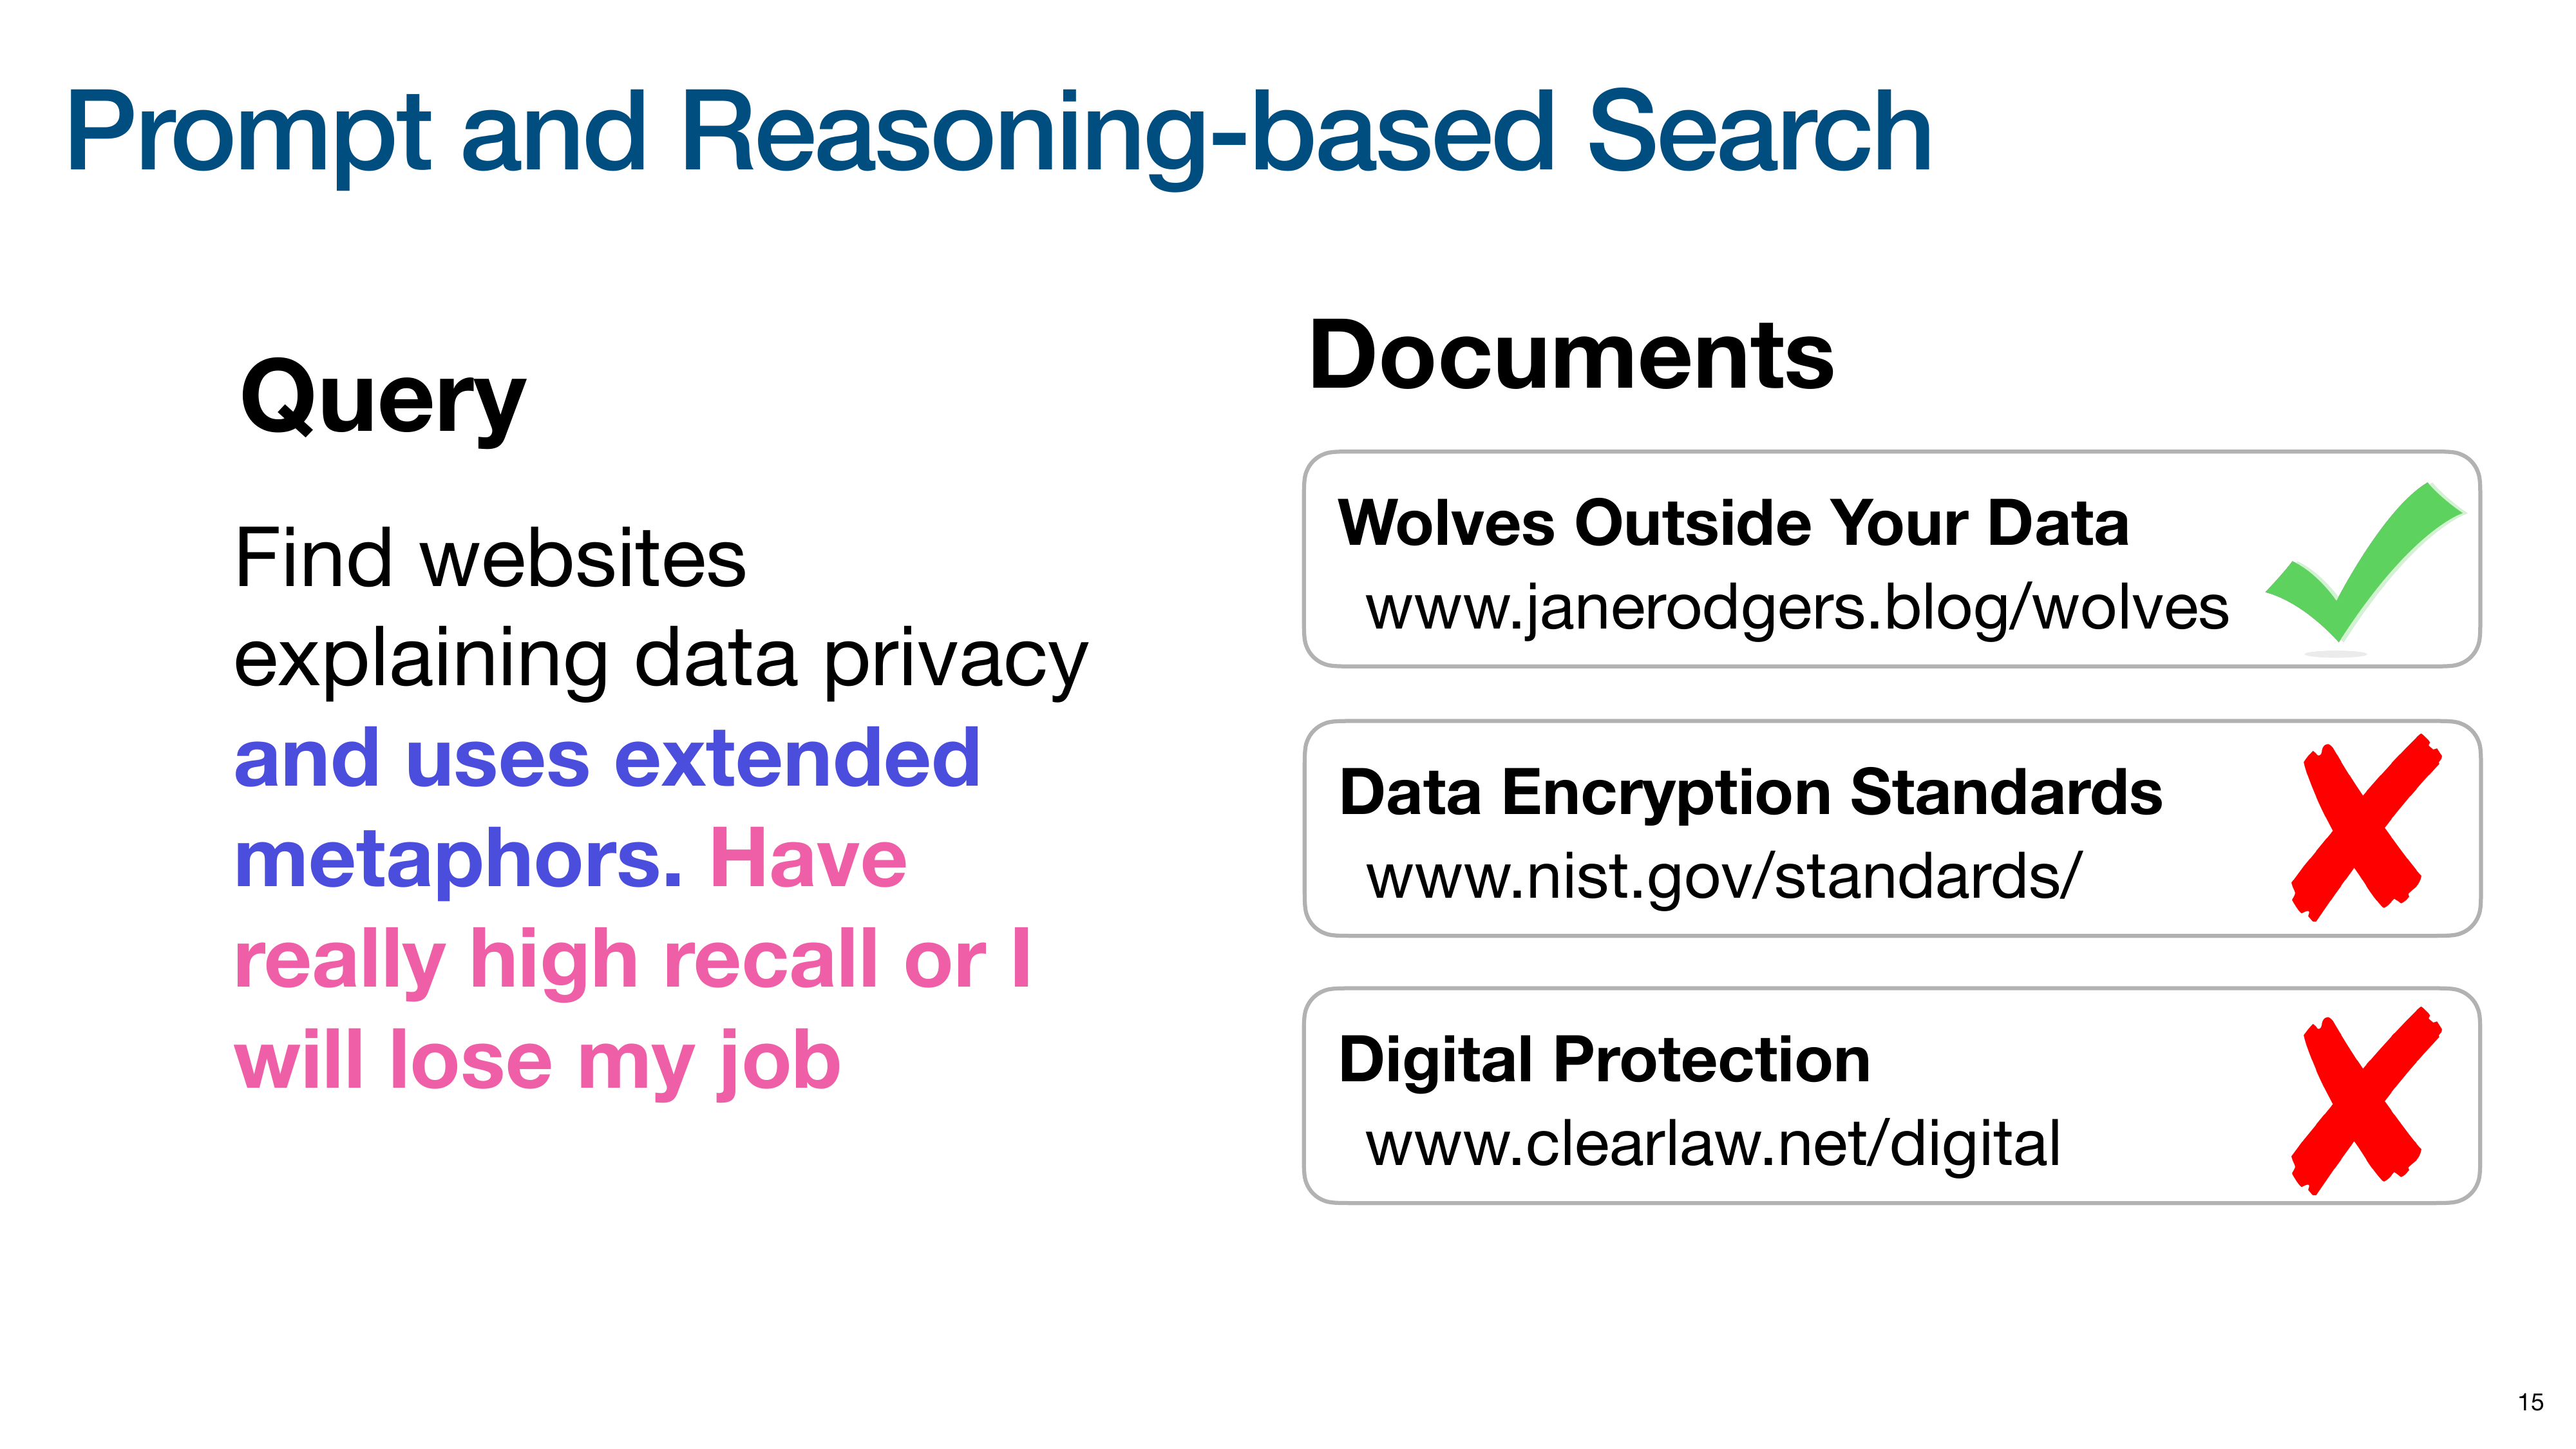 Prompt and Reasoning-based Search
Query
Find websites
explaining data privacy
and uses extended
metaphors. Have
really high recall or I
will lose my job
Documents
Wolves Outside Your Data
www.janerodgers.blog/wolves
Data Encryption Standards
www.nist.gov/standards/
Digital Protection
www.clearlaw.net/digital
15